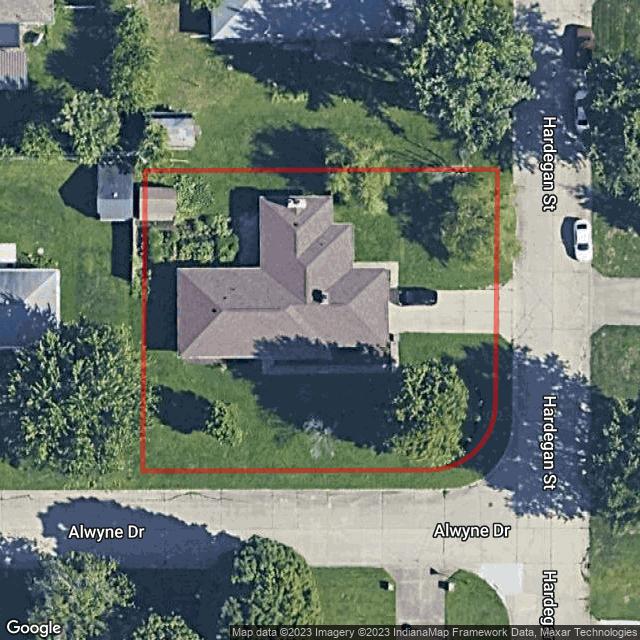 Hardegan St
Hardegan St
Alwyne Dr
Alwyne Dr
Hardeg
Google
Map data ©2023 Imagery ©2023 IndianaMap Framework Data, Maxar Technologies